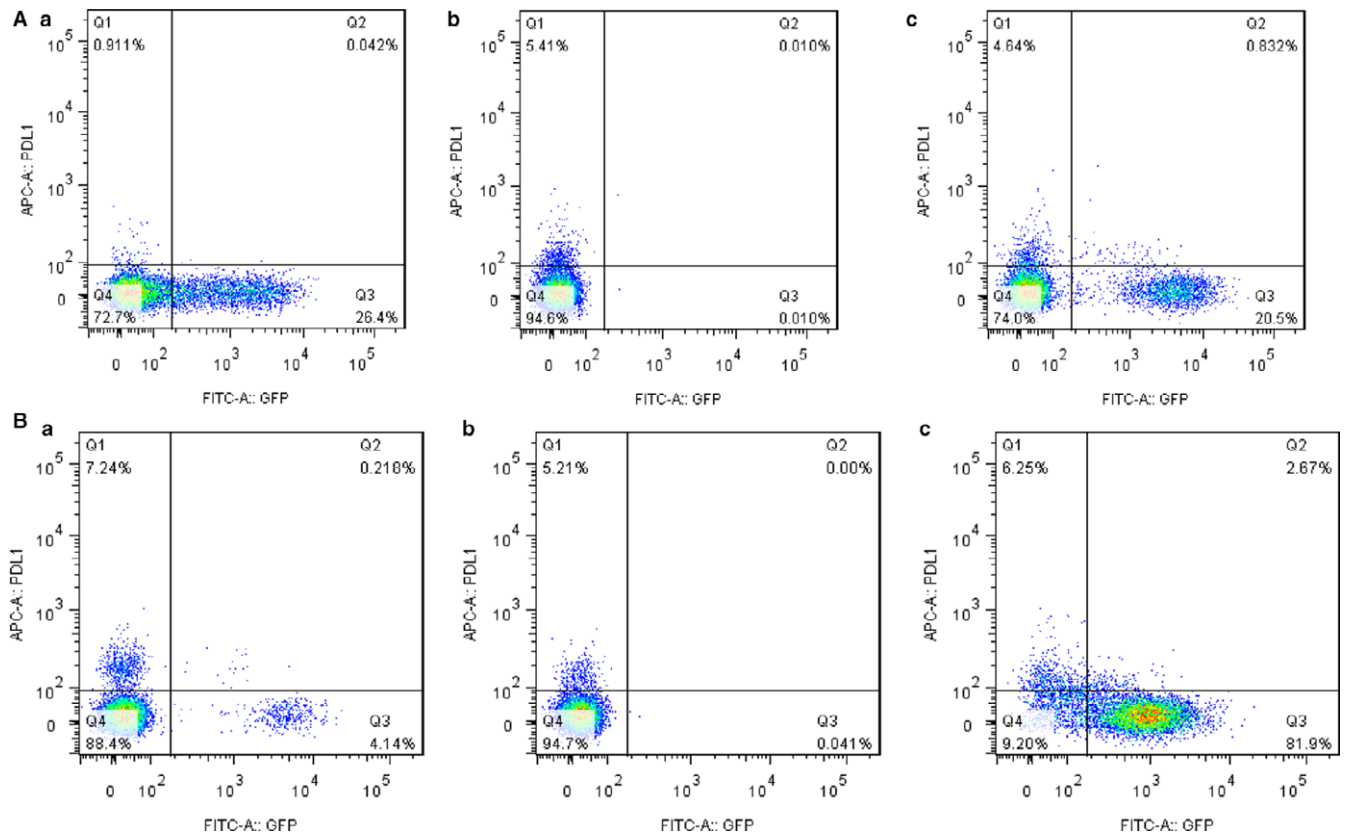 A a b c
Q1 Q2 Q1 Q2 Q1 Q2
0.911% 0.042% 5.41% 0.010% 4.64% 0.832%
10^5 10^5 10^5
10^4 10^4 10^4
APC-A:: PDL1 APC-A:: PDL1 APC-A:: PDL1
10^3 10^3 10^3
10^2 10^2 10^2
0 Q4 Q3 0 Q4 Q3 0 Q4 Q3
72.7% 26.4% 94.6% 0.010% 74.0% 20.5%
0 10^2 10^3 10^4 10^5 0 10^2 10^3 10^4 10^5 0 10^2 10^3 10^4 10^5
FITC-A:: GFP FITC-A:: GFP FITC-A:: GFP
B a b c
Q1 Q2 Q1 Q2 Q1 Q2
7.24% 0.218% 5.21% 0.00% 6.25% 2.67%
10^5 10^5 10^5
10^4 10^4 10^4
APC-A:: PDL1 APC-A:: PDL1 APC-A:: PDL1
10^3 10^3 10^3
10^2 10^2 10^2
0 Q4 Q3 0 Q4 Q3 0 Q4 Q3
88.4% 4.14% 94.7% 0.041% 9.20% 81.9%
0 10^2 10^3 10^4 10^5 0 10^2 10^3 10^4 10^5 0 10^2 10^3 10^4 10^5
FITC-A:: GFP FITC-A:: GFP FITC-A:: GFP